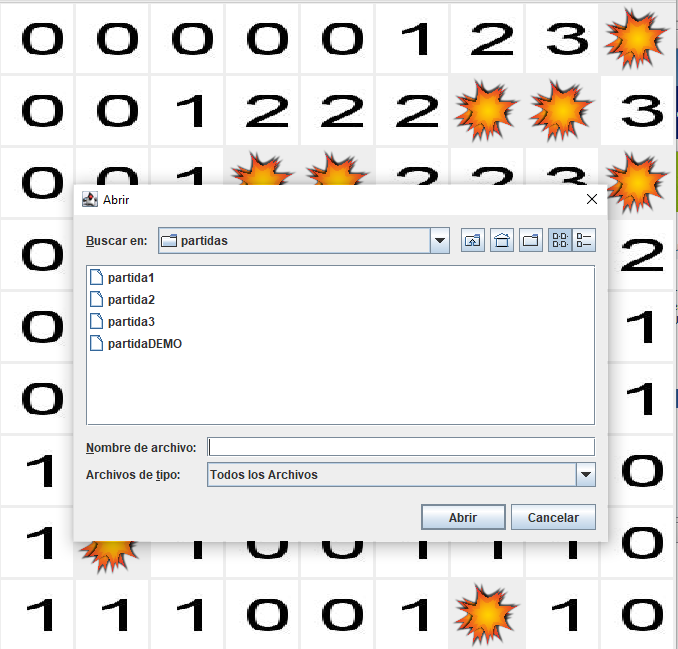 0 0 0 0 0 1 2 3
0 0 1 2 2 2 3
0 0 1 2 2 3
Abrir
0 2
Buscar en: partidas
partida1
0 1
partida2
partida3
partidaDEMO
0 1
Nombre de archivo:
1 0
Archivos de tipo: Todos los Archivos
Abrir Cancelar
1 1 0 0 1 1 1 0
1 1 1 0 0 1 1 0